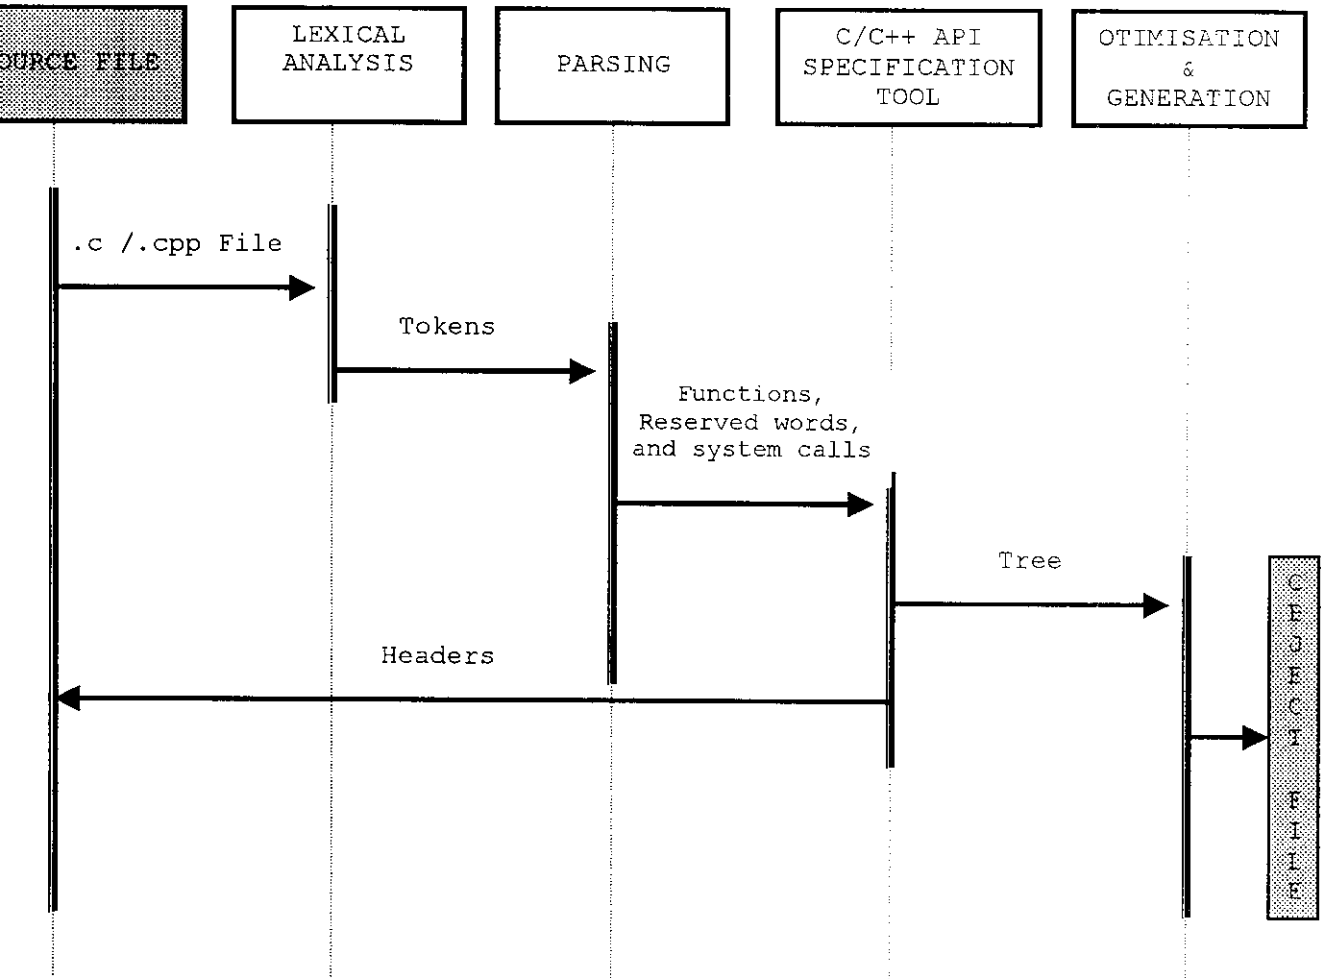 OURCE FILE
LEXICAL
ANALYSIS
PARSING
C/C++ API
SPECIFICATION
TOOL
OTIMISATION
&
GENERATION
.c /.cpp File
Tokens
Functions,
Reserved words,
and system calls
Tree
Headers
FILE